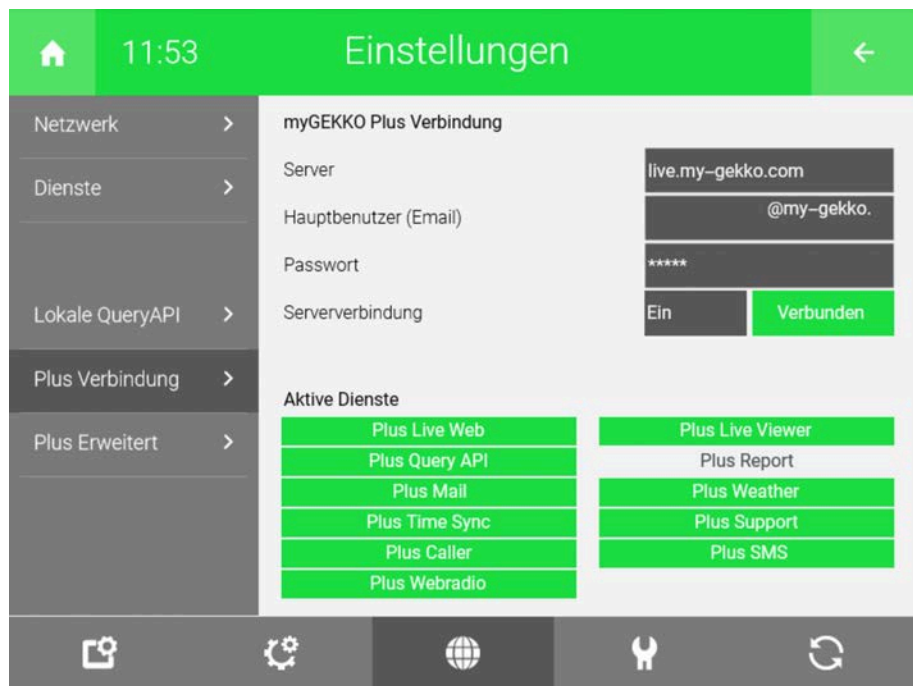 11:53 Einstellungen
Netzwerk
Dienste
Lokale QueryAPI
Plus Verbindung
Plus Erweitert
myGEKKO Plus Verbindung
Server live.my-gekko.com
Hauptbenutzer (Email) @my-gekko.
Passwort *****
Serververbindung Ein Verbunden
Aktive Dienste
Plus Live Web Plus Live Viewer
Plus Query API Plus Report
Plus Mail Plus Weather
Plus Time Sync Plus Support
Plus Caller Plus SMS
Plus Webradio